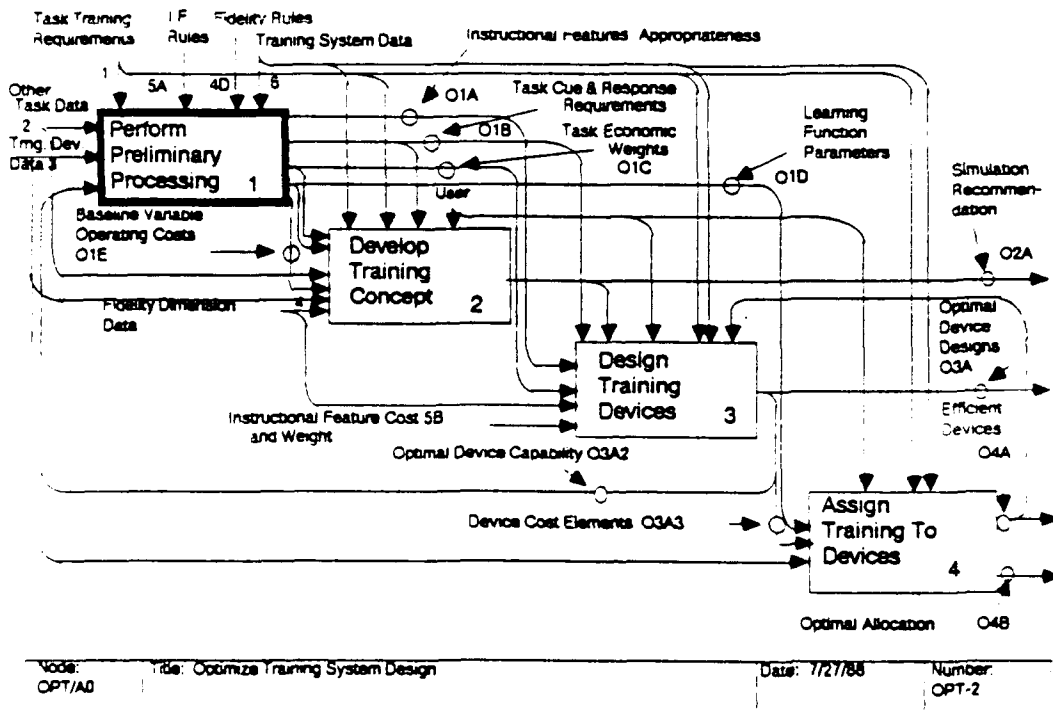 Task Training
Requirements
I.F.
Rules
Fidelity Rules
Training System Data
Instructional Features Appropriateness
1
5A
4D
6
Other
Task Data
2
Trng. Dev.
Data 3
Perform
Preliminary
Processing
1
O1A
Task Cue & Response
Requirements
O1B
Task Economic
Weights
O1C
Learning
Function
Parameters
O1D
User
Simulation
Recommen-
dation
O2A
Baseline Variable
Operating Costs
O1E
Develop
Training
Concept
2
4
Fidelity Dimension
Data
Optimal
Device
Designs
O3A
Design
Training
Devices
3
Instructional Feature Cost 5B
and Weight
Efficient
Devices
O4A
Optimal Device Capability O3A2
Device Cost Elements O3A3
Assign
Training To
Devices
4
Optimal Allocation
O4B
Node:
OPT/A0
Title: Optimize Training System Design
Date: 7/27/88
Number:
OPT-2